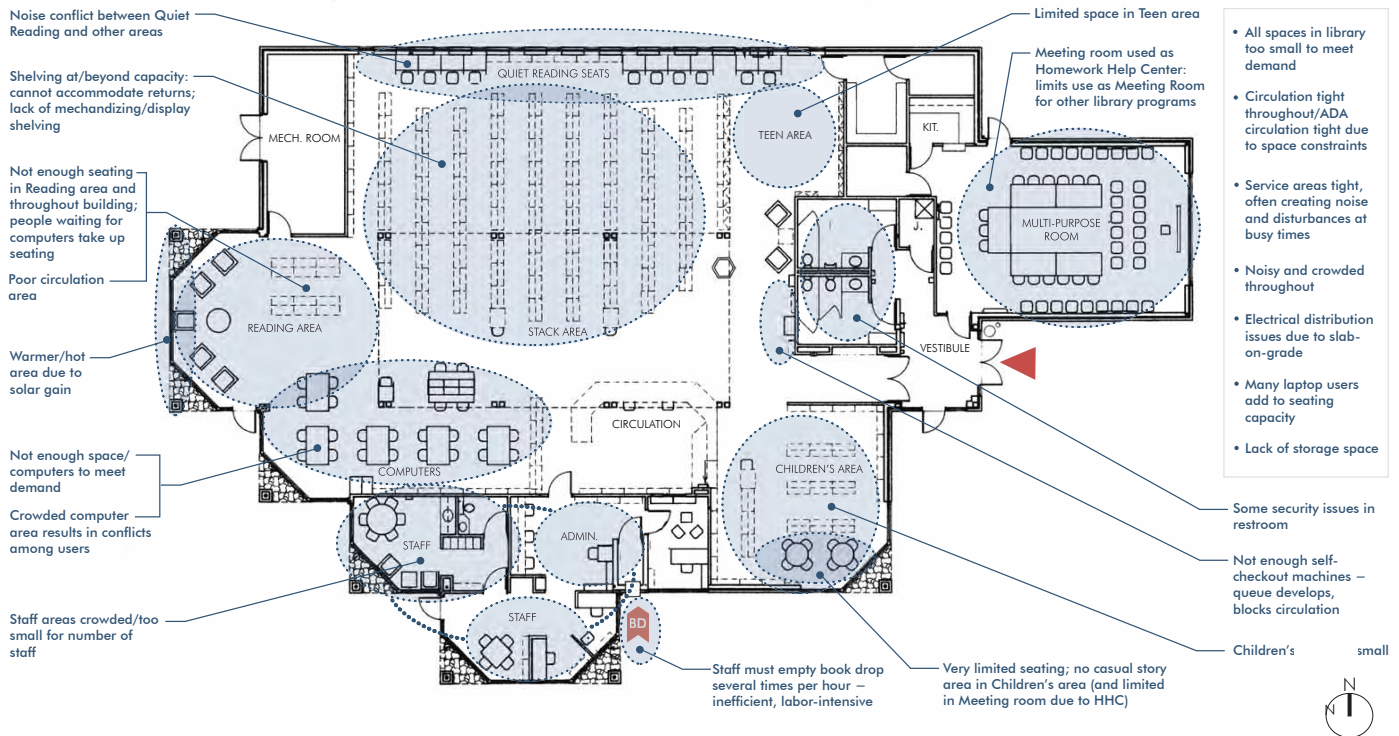 Noise conflict between Quiet
Reading and other areas
Shelving at/beyond capacity:
cannot accommodate returns;
lack of mechandizing/display
shelving
Not enough seating
in Reading area and
throughout building;
people waiting for
computers take up
seating
Poor circulation
area
Warmer/hot
area due to
solar gain
Not enough space/
computers to meet
demand
Crowded computer
area results in conflicts
among users
Staff areas crowded/too
small for number of
staff
QUIET READING SEATS
MECH. ROOM
TEEN AREA
KIT.
J.
MULTI-PURPOSE
ROOM
READING AREA
STACK AREA
VESTIBULE
CIRCULATION
COMPUTERS
CHILDREN'S AREA
STAFF
ADMIN.
STAFF
BD
Staff must empty book drop
several times per hour –
inefficient, labor-intensive
Very limited seating; no casual story
area in Children's area (and limited
in Meeting room due to HHC)
Limited space in Teen area
Meeting room used as
Homework Help Center:
limits use as Meeting Room
for other library programs
• All spaces in library
too small to meet
demand
• Circulation tight
throughout/ADA
circulation tight due
to space constraints
• Service areas tight,
often creating noise
and disturbances at
busy times
• Noisy and crowded
throughout
• Electrical distribution
issues due to slab-
on-grade
• Many laptop users
add to seating
capacity
• Lack of storage space
Some security issues in
restroom
Not enough self-
checkout machines –
queue develops,
blocks circulation
Children's small
N
N